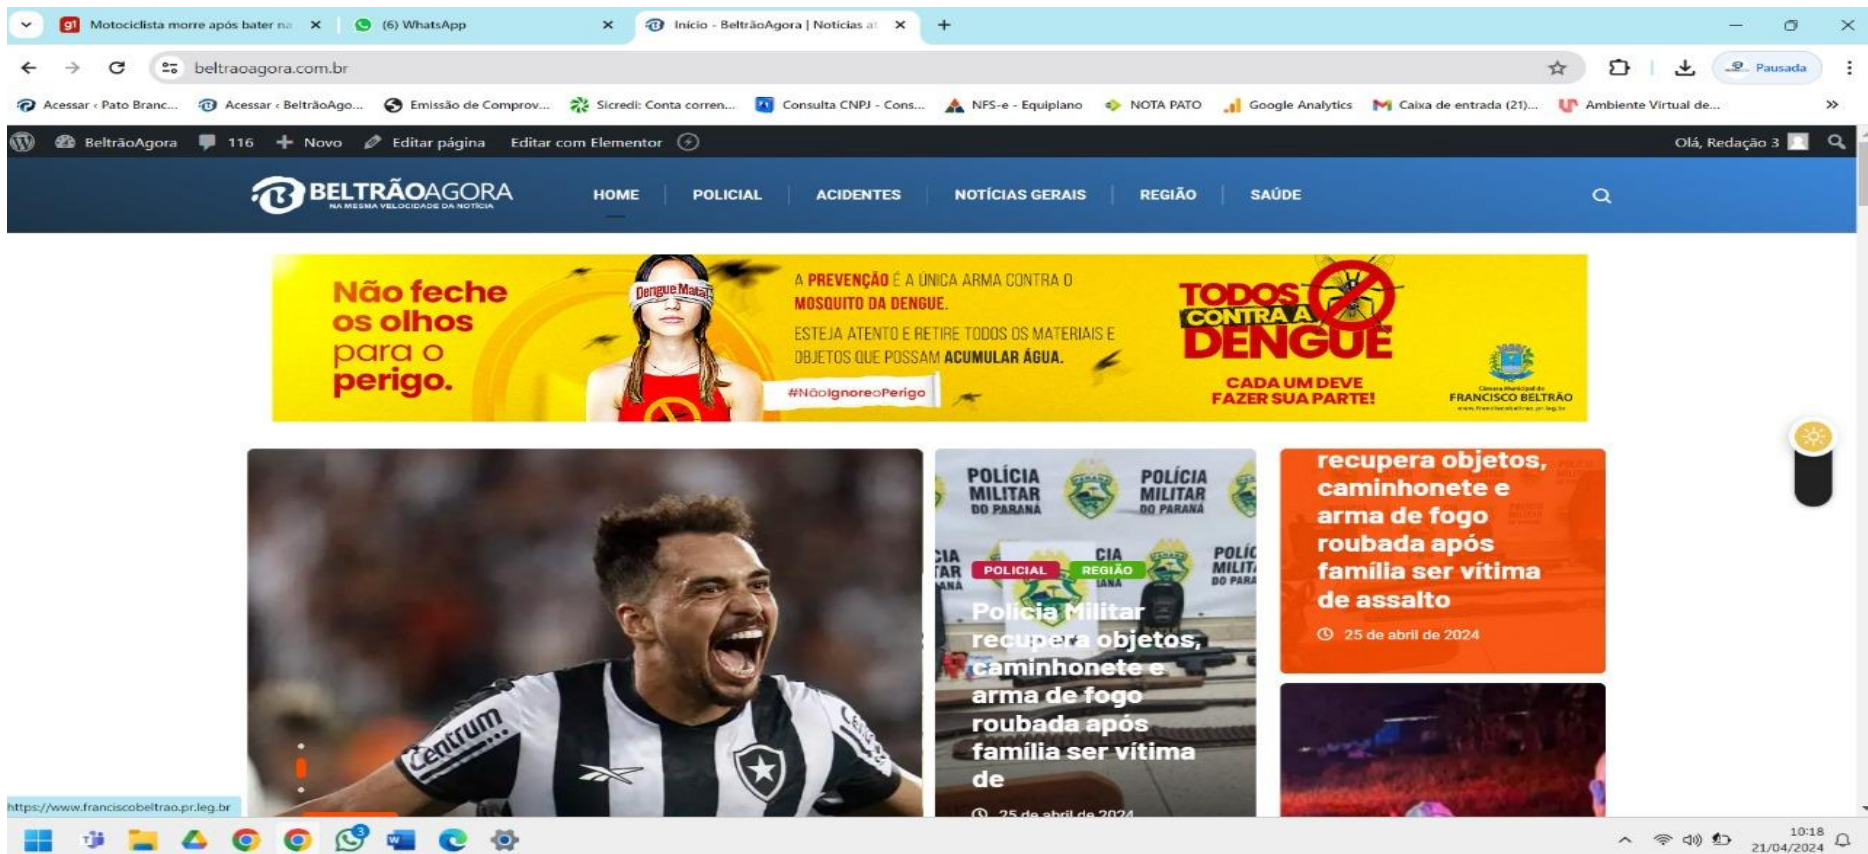 Motociclista morre após bater na
(6) WhatsApp
Início - BeltrãoAgora | Notícias at
beltraoagora.com.br
Pausada
Acessar ‹ Pato Branc...
Acessar ‹ BeltrãoAgo...
Emissão de Comprov...
Sicredi: Conta corren...
Consulta CNPJ - Cons...
NFS-e - Equiplano
NOTA PATO
Google Analytics
Caixa de entrada (21)...
Ambiente Virtual de...
BeltrãoAgora
116
Novo
Editar página
Editar com Elementor
Olá, Redação 3
BELTRÃOAGORA
NA MESMA VELOCIDADE DA NOTÍCIA
HOME
POLICIAL
ACIDENTES
NOTÍCIAS GERAIS
REGIÃO
SAÚDE
Não feche
os olhos
para o
perigo.
Dengue Mata!
A PREVENÇÃO É A ÚNICA ARMA CONTRA O
MOSQUITO DA DENGUE.
ESTEJA ATENTO E RETIRE TODOS OS MATERIAIS E
OBJETOS QUE POSSAM ACUMULAR ÁGUA.
#NãoIgnoreoPerigo
TODOS
CONTRA A
DENGUE
CADA UM DEVE
FAZER SUA PARTE!
Câmara Municipal de
FRANCISCO BELTRÃO
www.franciscobeltrao.pr.leg.br
Centrum
POLÍCIA
MILITAR
DO PARANÁ
POLÍCIA
MILITAR
DO PARANÁ
POLICIAL
REGIÃO
Polícia Militar
recupera objetos,
caminhonete e
arma de fogo
roubada após
família ser vítima
de
25 de abril de 2024
recupera objetos,
caminhonete e
arma de fogo
roubada após
família ser vítima
de assalto
25 de abril de 2024
https://www.franciscobeltrao.pr.leg.br
10:18
21/04/2024